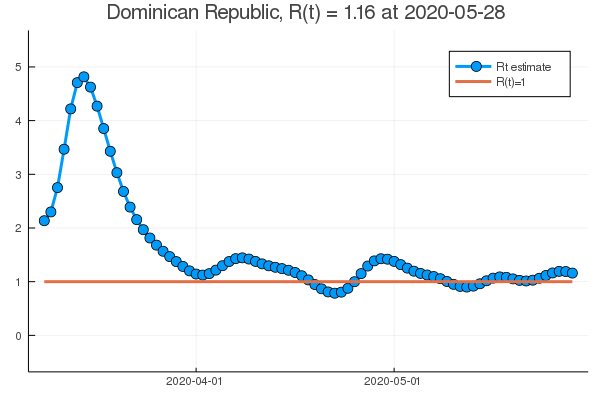 Dominican Republic, R(t) = 1.16 at 2020-05-28
Rt estimate
R(t)=1
5
4
3
2
1
0
2020-04-01
2020-05-01